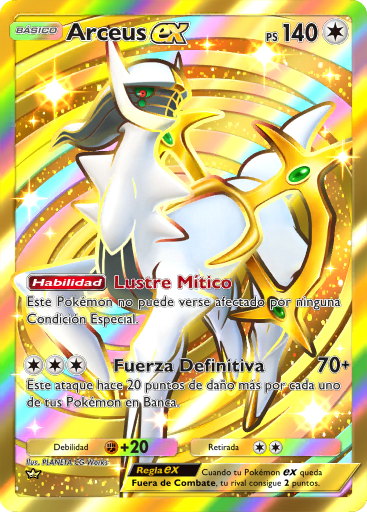 BÁSICO Arceus ex PS 140
Habilidad Lustre Mítico
Este Pokémon no puede verse afectado por ninguna
Condición Especial.
Fuerza Definitiva 70+
Este ataque hace 20 puntos de daño más por cada uno
de tus Pokémon en Banca.
Debilidad +20 Retirada
Ilus. PLANETA CG Works
Regla ex Cuando tu Pokémon ex queda
Fuera de Combate, tu rival consigue 2 puntos.